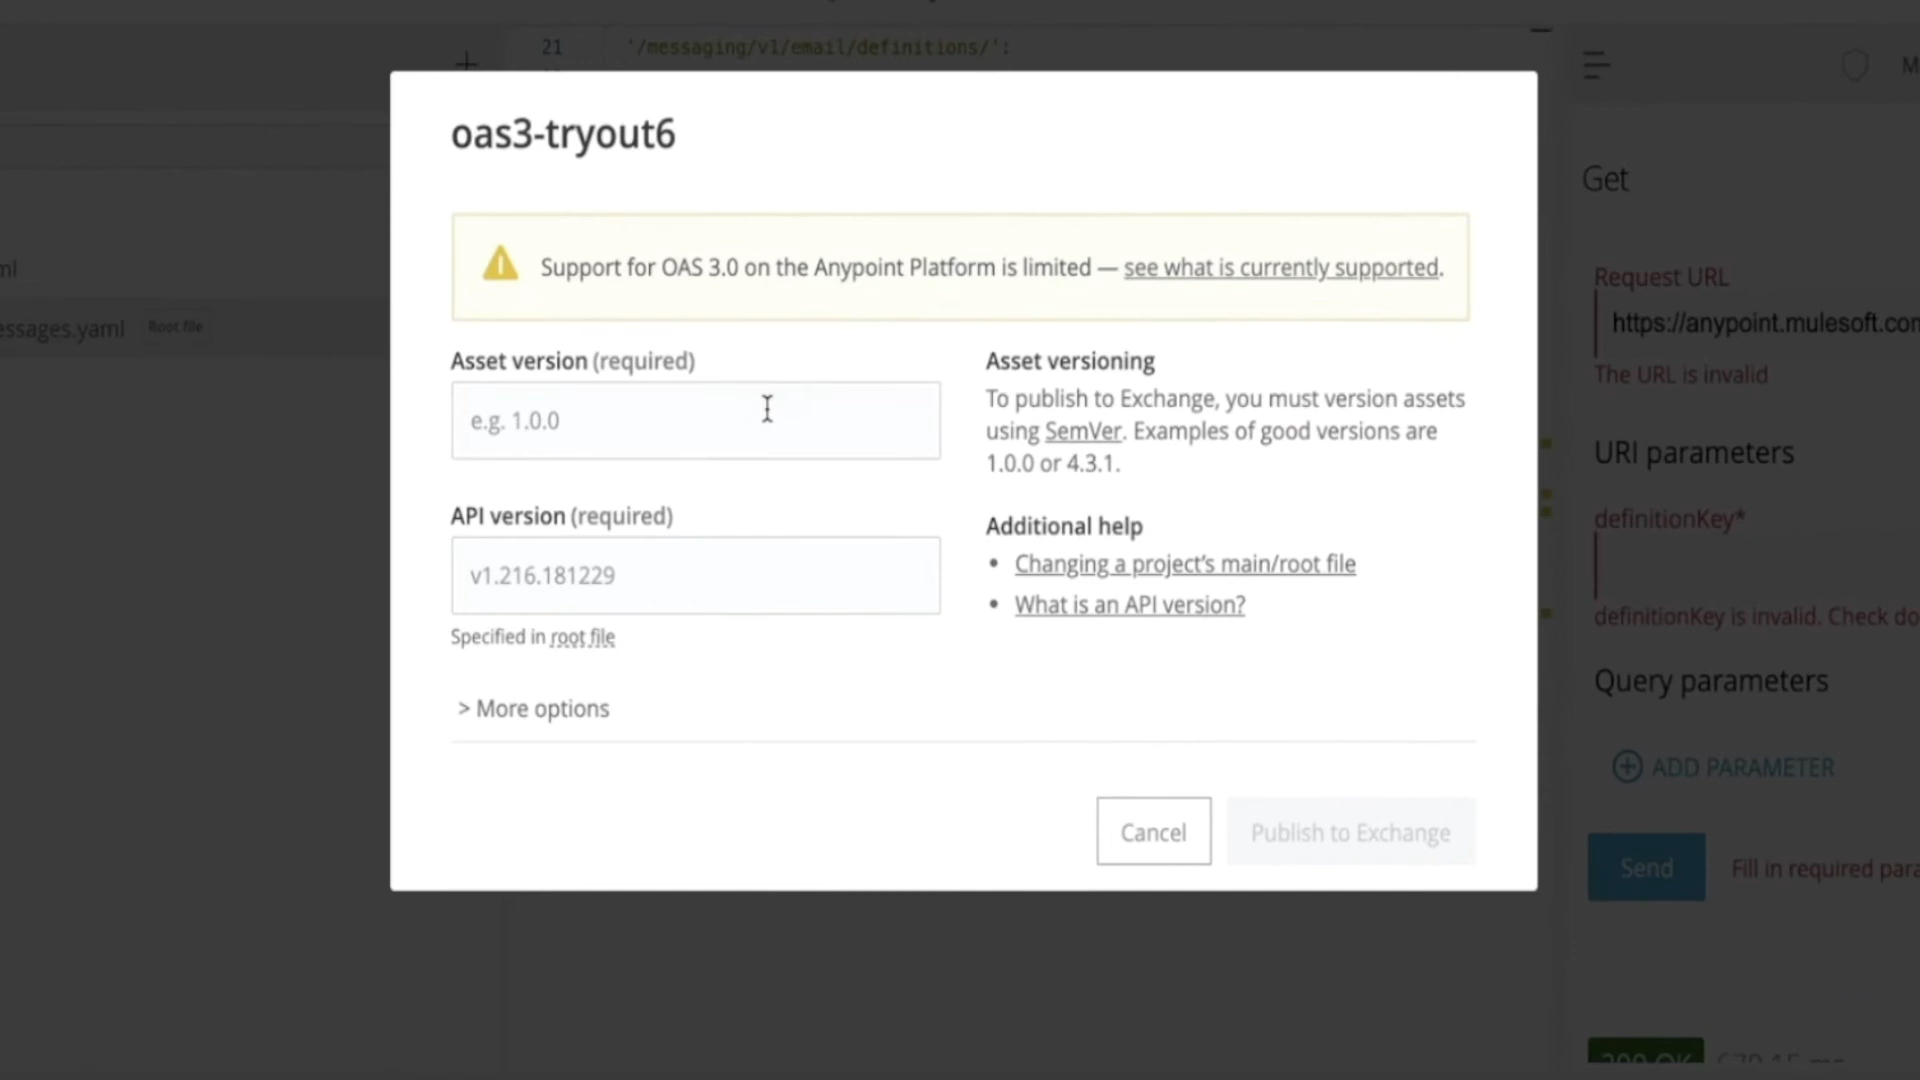 21 '/messaging/v1/email/definitions/':
oas3-tryout6
Support for OAS 3.0 on the Anypoint Platform is limited — see what is currently supported.
Asset version (required)
e.g. 1.0.0
API version (required)
v1.216.181229
Specified in root file
> More options
Asset versioning
To publish to Exchange, you must version assets
using SemVer. Examples of good versions are
1.0.0 or 4.3.1.
Additional help
• Changing a project's main/root file
• What is an API version?
Cancel
Publish to Exchange
ml
essages.yaml Root file
M
Get
Request URL
https://anypoint.mulesoft.com
The URL is invalid
URI parameters
definitionKey*
definitionKey is invalid. Check do
Query parameters
ADD PARAMETER
Send
Fill in required para
200 OK